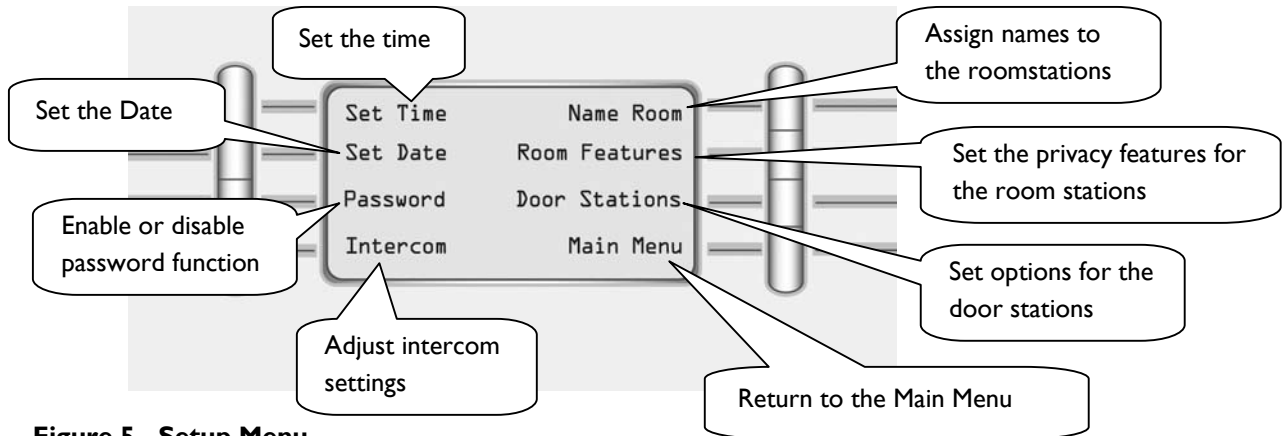 Set the time
Assign names to
the roomstations
Set the Date
Set Time
Name Room
Set Date
Room Features
Set the privacy features for
the room stations
Password
Door Stations
Enable or disable
password function
Intercom
Main Menu
Set options for the
door stations
Adjust intercom
settings
Return to the Main Menu
Figure 5 Setup Menu